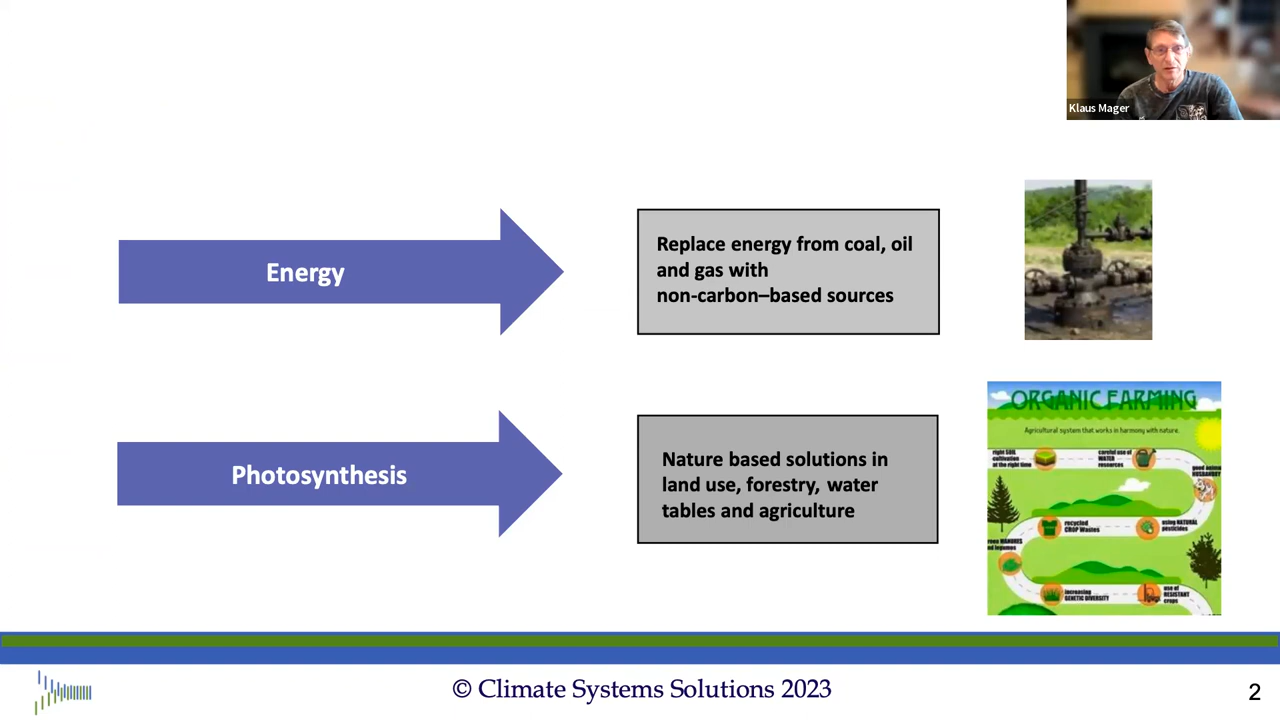 Klaus Mager
Energy
Replace energy from coal, oil
and gas with
non-carbon–based sources
Photosynthesis
Nature based solutions in
land use, forestry, water
tables and agriculture
ORGANIC FARMING
Agricultural system that works in harmony with nature.
right SOIL
cultivation
at the right time
careful use of
WATER
resources
good
HUSBANDRY
recycled
CROP Wastes
using NATURAL
pesticides
MANURES
legumes
increasing
GENETIC DIVERSITY
use of
RESISTANT
crops
© Climate Systems Solutions 2023
2